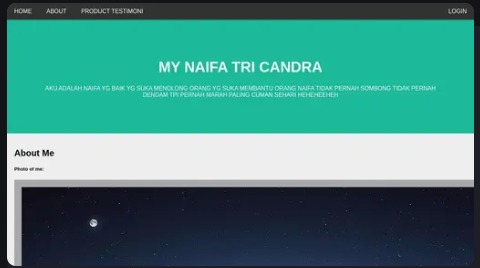 HOME ABOUT PRODUCT TESTIMONI LOGIN
MY NAIFA TRI CANDRA
AKU ADALAH NAIFA YG BAIK YG SUKA MENOLONG ORANG YG SUKA MEMBANTU ORANG NAIFA TIDAK PERNAH SOMBONG TIDAK PERNAH
DENDAM TPI PERNAH MARAH PALING CUMAN SEHARI HEHEHEEHEH
About Me
Photo of me: